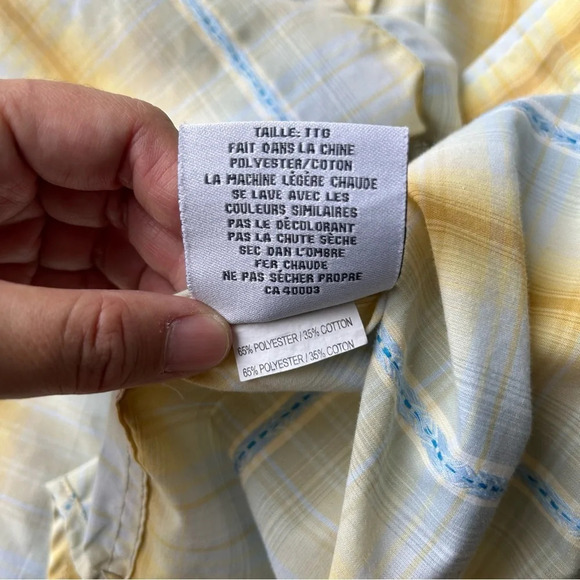 TAILLE: TTG
FAIT DANS LA CHINE
POLYESTER/COTON
LA MACHINE LÉGÈRE CHAUDE
SE LAVE AVEC LES
COULEURS SIMILAIRES
PAS LE DÉCOLORANT
PAS LA CHUTE SÈCHE
SEC DAN L'OMBRE
FER CHAUDE
NE PAS SÈCHER PROPRE
CA 40003
65% POLYESTER / 35% COTTON
65% POLYESTER / 35% COTTON